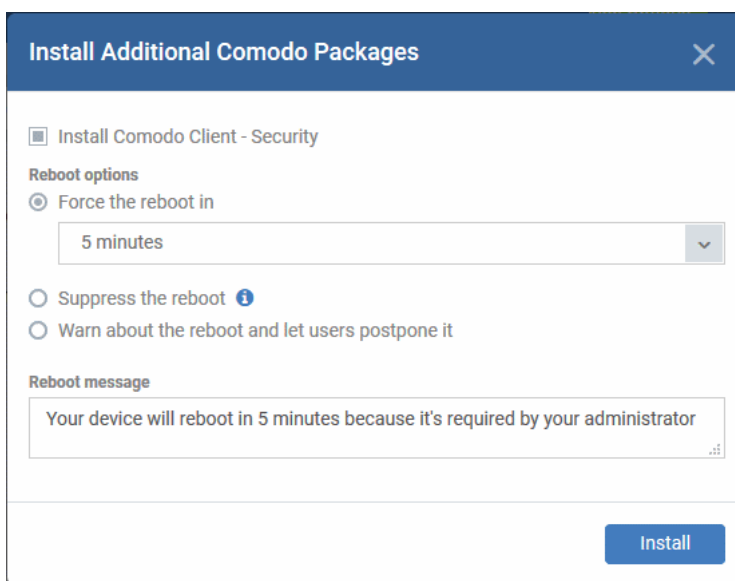 Install Additional Comodo Packages
Install Comodo Client - Security
Reboot options
Force the reboot in
5 minutes
Suppress the reboot
Warn about the reboot and let users postpone it
Reboot message
Your device will reboot in 5 minutes because it's required by your administrator
Install